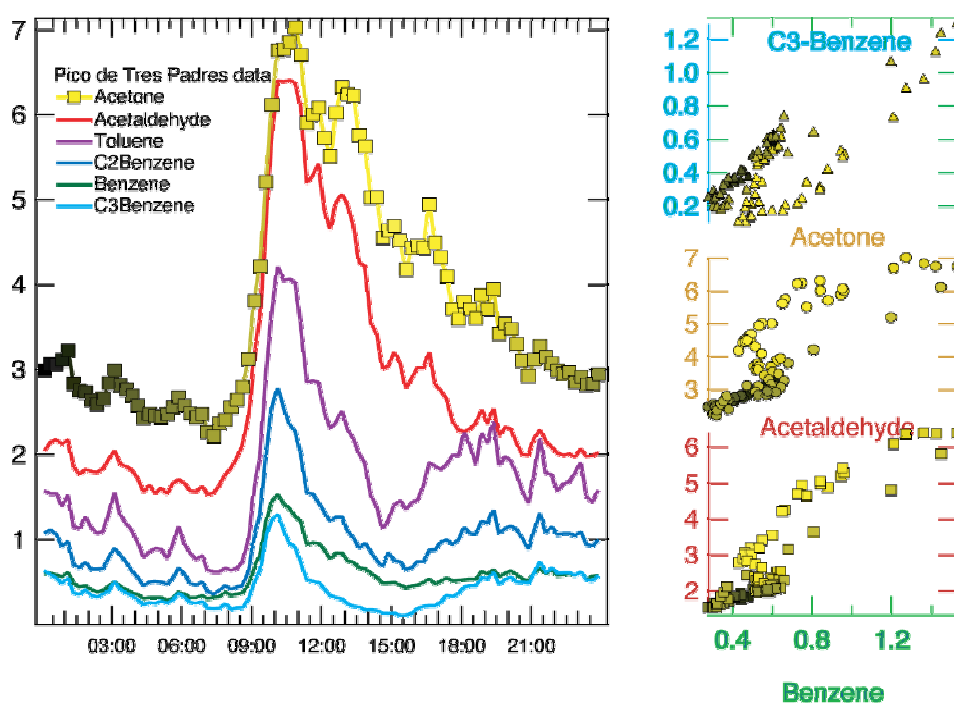 7
6
5
4
3
2
1
Pico de Tres Padres data
Acetone
Acetaldehyde
Toluene
C2Benzene
Benzene
C3Benzene
03:00 06:00 09:00 12:00 15:00 18:00 21:00
C3-Benzene
1.2
1.0
0.8
0.6
0.4
0.2
Acetone
7
6
5
4
3
Acetaldehyde
6
5
4
3
2
0.4 0.8 1.2
Benzene